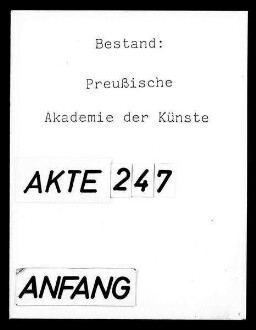 Bestand:
Preußische
Akademie der Künste
AKTE 247
ANFANG